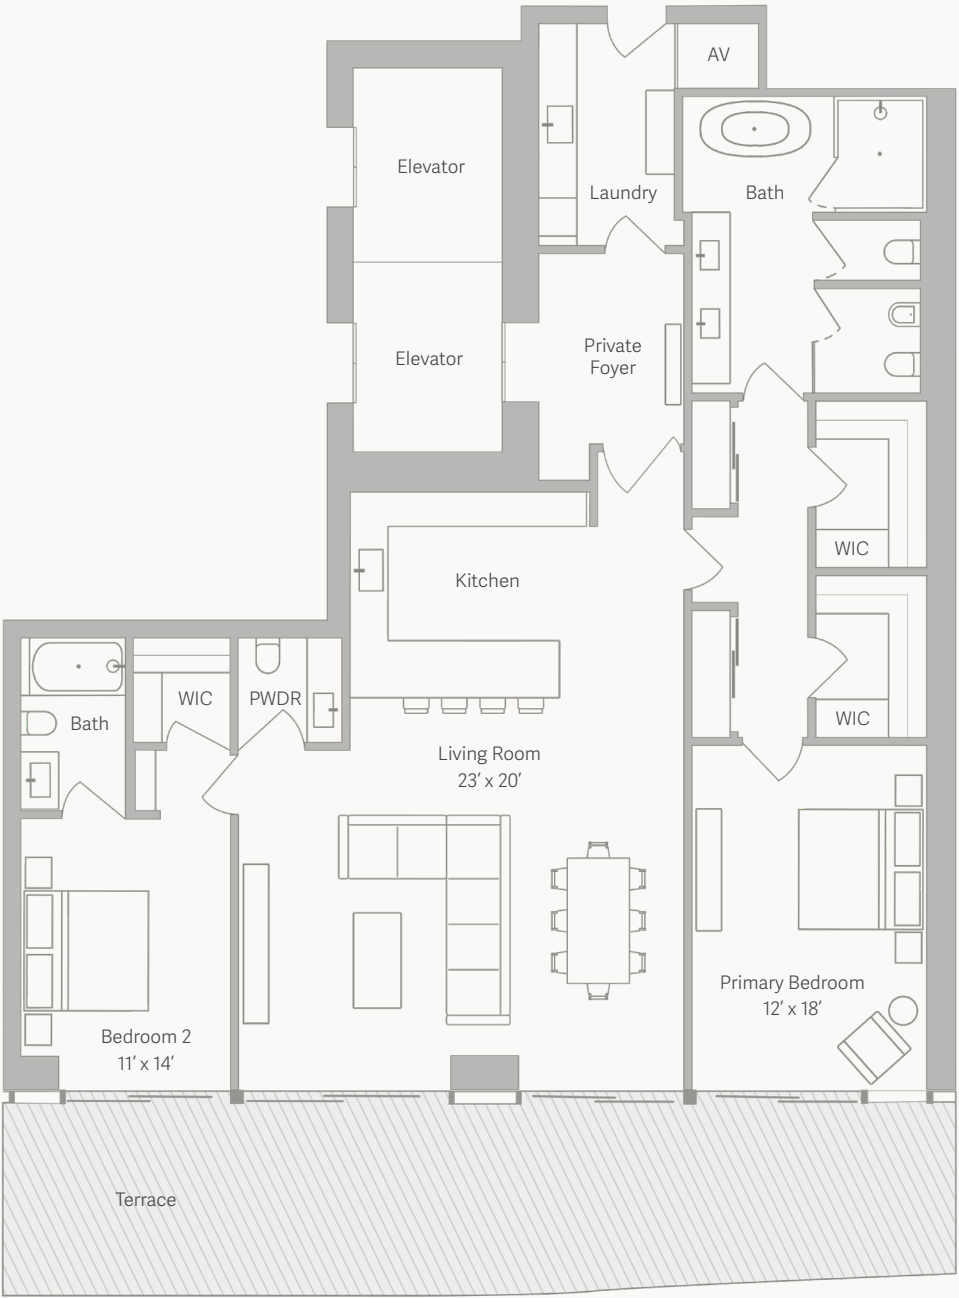 AV
Elevator
Laundry
Bath
Private
Foyer
Elevator
WIC
Kitchen
WIC
PWDR
Bath
WIC
Living Room
23′ x 20′
Primary Bedroom
12′ x 18′
Bedroom 2
11′ x 14′
Terrace